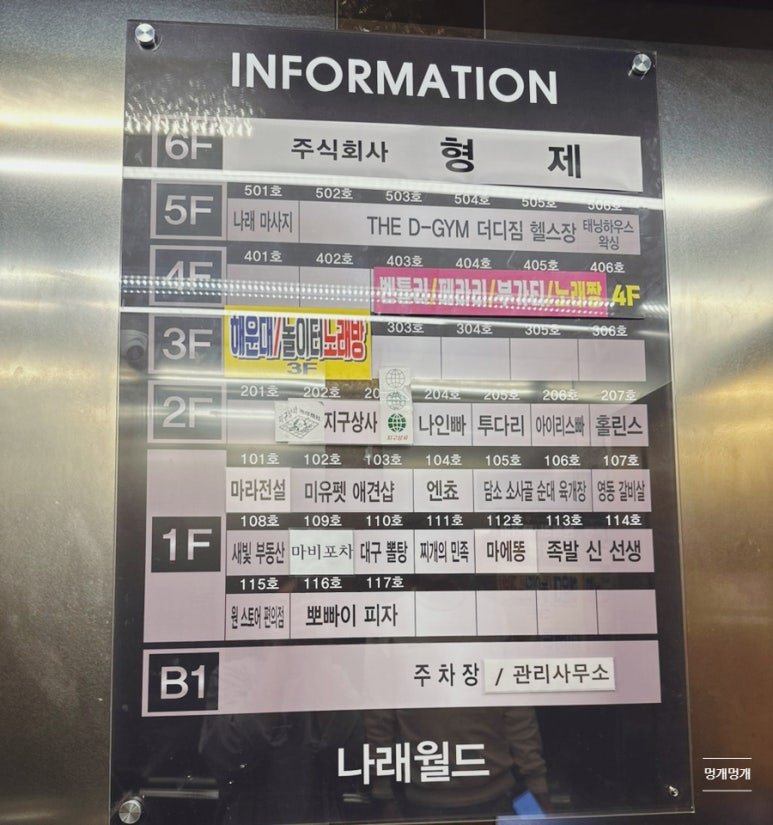 INFORMATION
6F 주식회사 형 제
501호 502호 503호 504호 505호 506호
5F 나래 마사지 THE D-GYM 더디짐 헬스장 태닝하우스 왁싱
401호 402호 403호 404호 405호 406호
4F 벤틀리/페라리/부가티/노래짱 4F
303호 304호 305호 306호
3F 해운대/놀이터노래방 3F
201호 202호 204호 205호 206호 207호
2F 지구상사 나인빠 투다리 아이리스빠 홀린스
101호 102호 103호 104호 105호 106호 107호
마라전설 미유펫 애견샵 엔쵸 담소 소사골 순대 육개장 영동 갈비살
108호 109호 110호 111호 112호 113호 114호
1F 새빛 부동산 마비포차 대구 뽈탕 찌개의 민족 마에똥 족발 신 선생
115호 116호 117호
원 스토어 편의점 뽀빠이 피자
B1 주차장 / 관리사무소
나래월드
멍개멍개